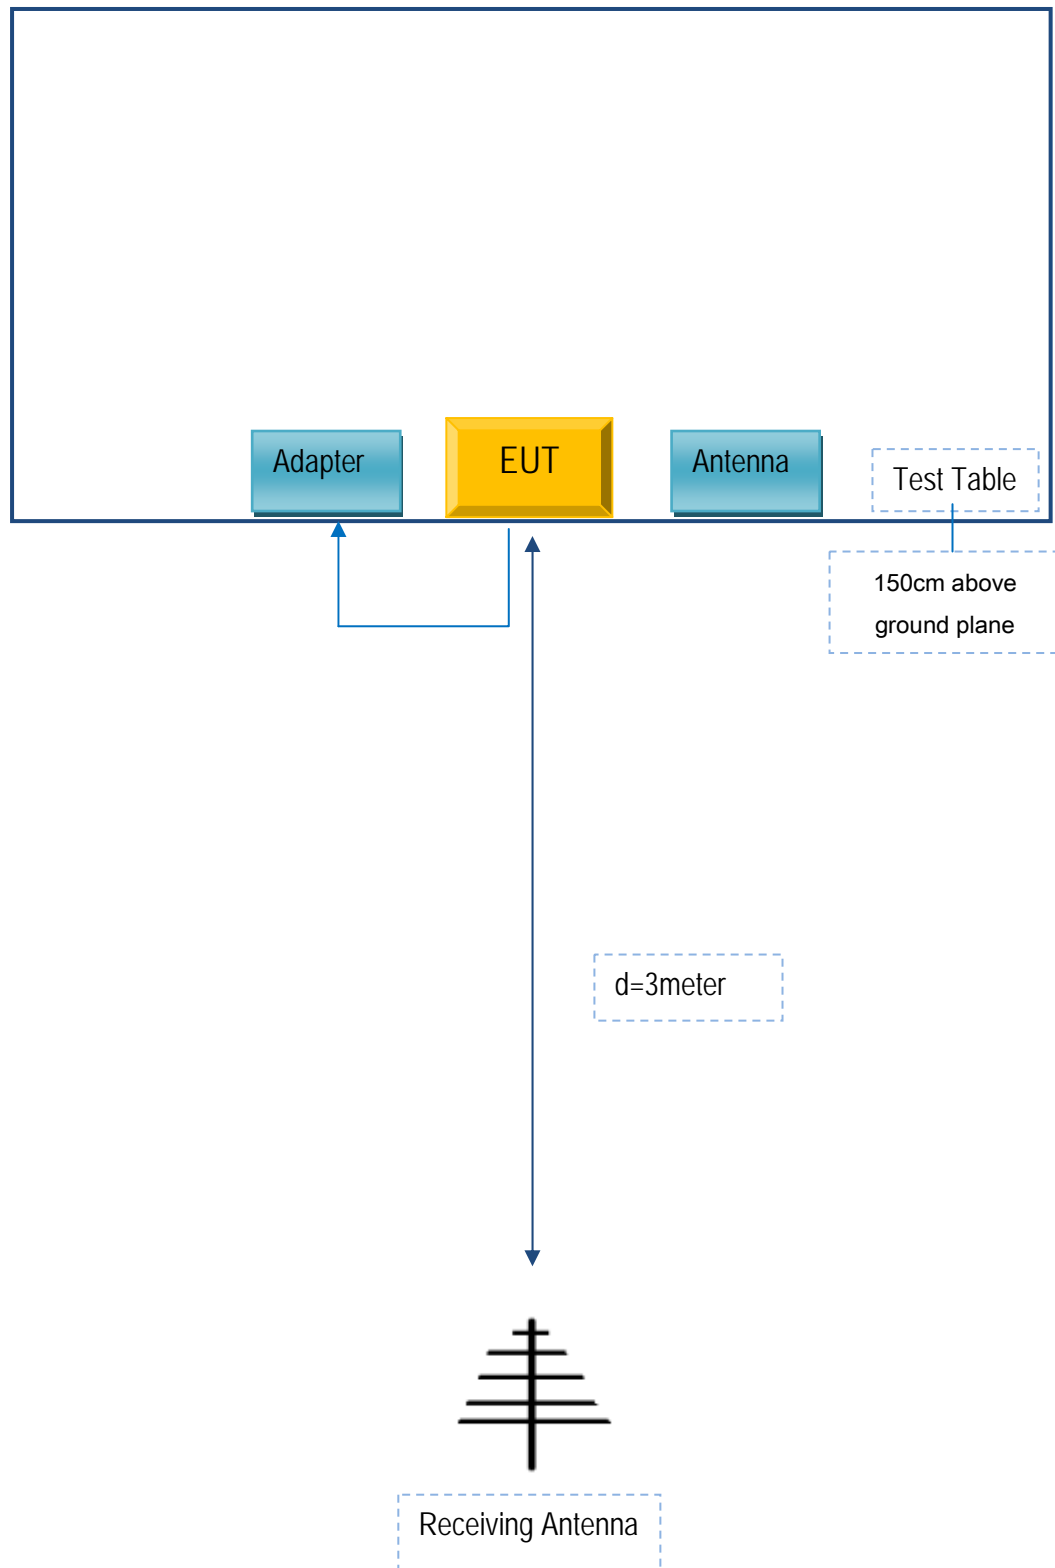 Adapter
EUT
Antenna
Test Table
150cm above
ground plane
d=3meter
Receiving Antenna